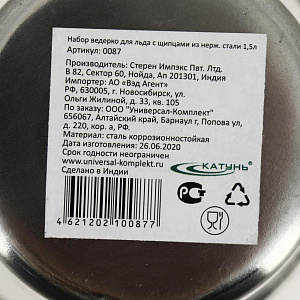 Набор ведерко для льда с щипцами из нерж. стали 1,5л
Артикул: 0087
Производитель: Стерен Импэкс Пвт. Лтд.
В 82, Сектор 60, Нойда, Ап 201301, Индия
Импортер: АО «Вэд Агент»
РФ, 630005, г. Новосибирск, ул.
Ольги Жилиной, д. 33, кв. 105
По заказу: ООО "Универсал-Комплект"
656067, Алтайский край, Барнаул г, Попова ул,
д. 220, кор. а, РФ,
Материал: сталь коррозионностойкая
Дата изготовления: 26.06.2020
Срок годности неограничен
www.universal-komplekt.ru
Сделано в Индии
КАТУНЬ
4621202100877